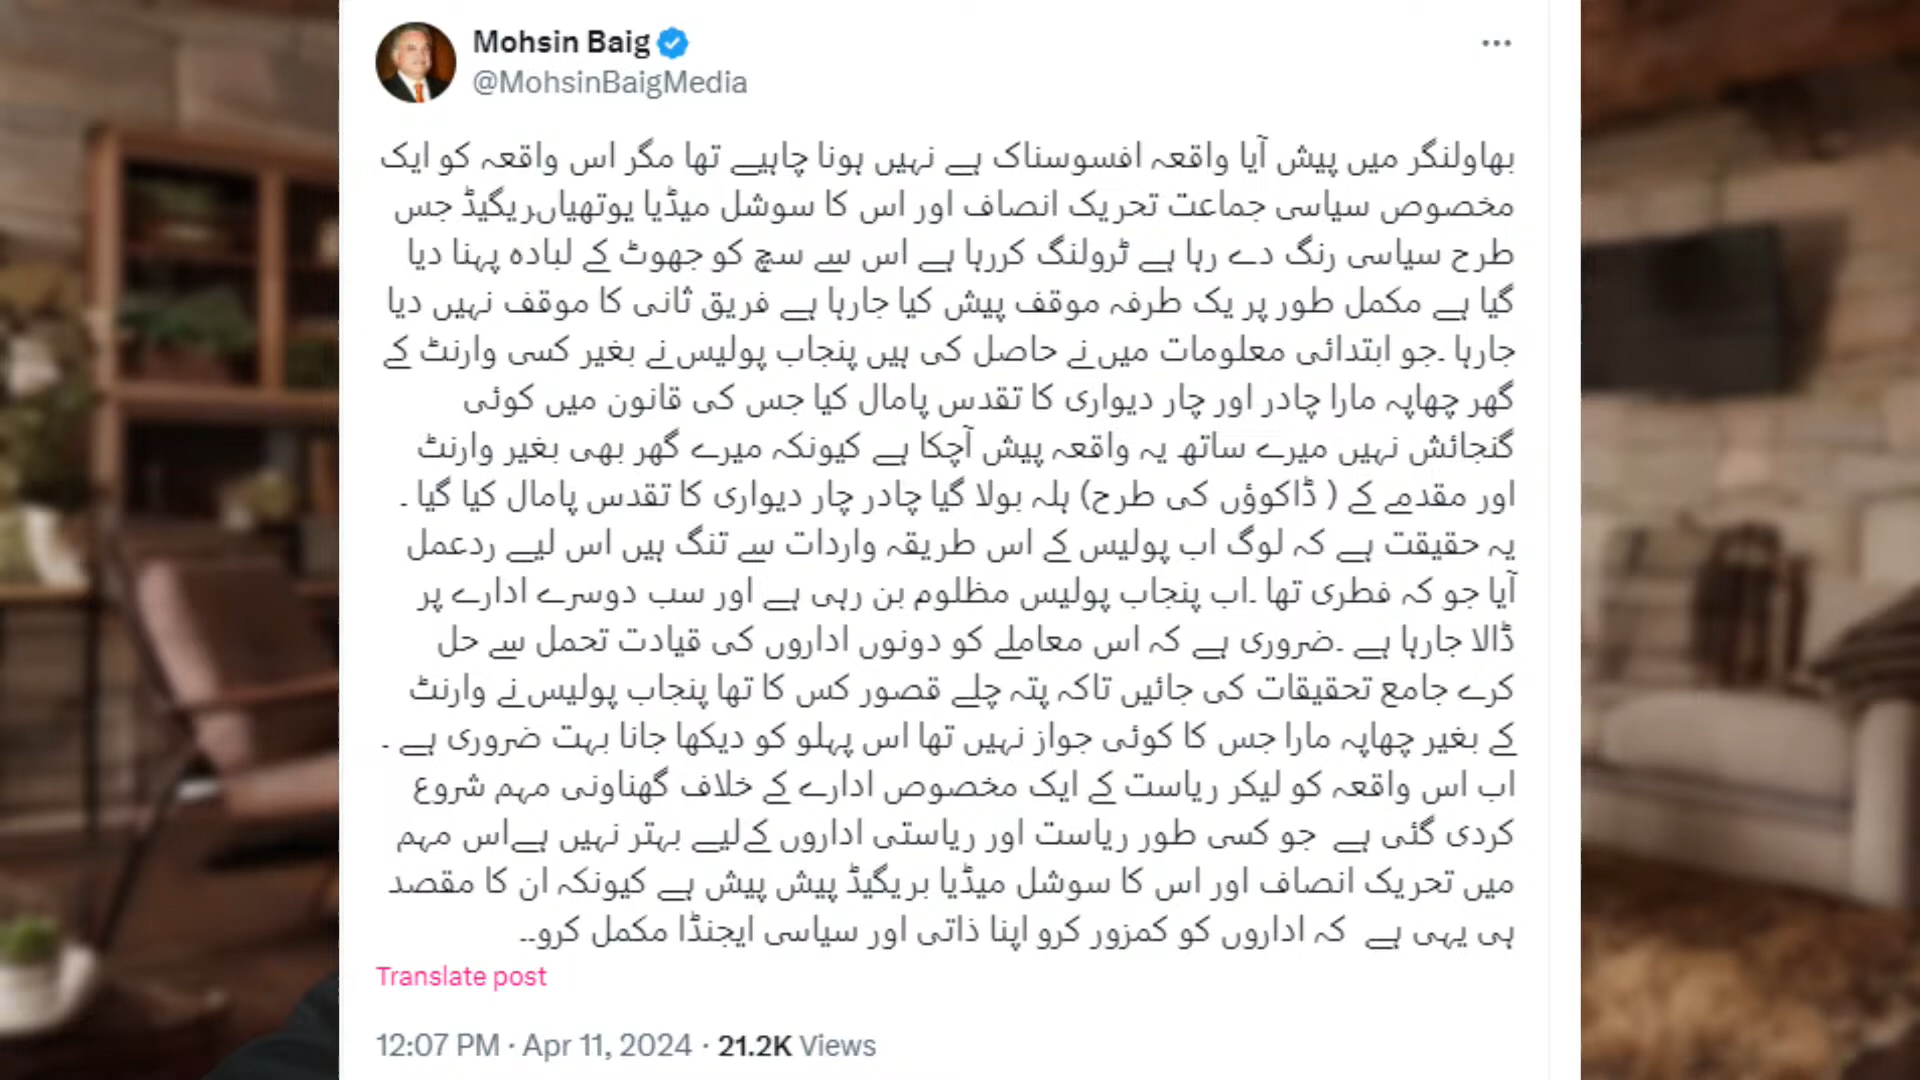 Mohsin Baig
@MohsinBaigMedia
بھاولنگر میں پیش آیا واقعہ افسوسناک ہے نہیں ہونا چاہیے تھا مگر اس واقعہ کو ایک
مخصوص سیاسی جماعت تحریک انصاف اور اس کا سوشل میڈیا یوتھیاںریگیڈ جس
طرح سیاسی رنگ دے رہا ہے ٹرولنگ کررہا ہے اس سے سچ کو جھوٹ کے لبادہ پہنا دیا
گیا ہے مکمل طور پر یک طرفہ موقف پیش کیا جارہا ہے فریق ثانی کا موقف نہیں دیا
جارہا ۔جو ابتدائی معلومات میں نے حاصل کی ہیں پنجاب پولیس نے بغیر کسی وارنٹ کے
گھر چھاپہ مارا چادر اور چار دیواری کا تقدس پامال کیا جس کی قانون میں کوئی
گنجائش نہیں میرے ساتھ یہ واقعہ پیش آچکا ہے کیونکہ میرے گھر بھی بغیر وارنٹ
اور مقدمے کے ( ڈاکوؤں کی طرح) ہلہ بولا گیا چادر چار دیواری کا تقدس پامال کیا گیا ۔
یہ حقیقت ہے کہ لوگ اب پولیس کے اس طریقہ واردات سے تنگ ہیں اس لیے ردعمل
آیا جو کہ فطری تھا ۔اب پنجاب پولیس مظلوم بن رہی ہے اور سب دوسرے ادارے پر
ڈالا جارہا ہے ۔ضروری ہے کہ اس معاملے کو دونوں اداروں کی قیادت تحمل سے حل
کرے جامع تحقیقات کی جائیں تاکہ پتہ چلے قصور کس کا تھا پنجاب پولیس نے وارنٹ
کے بغیر چھاپہ مارا جس کا کوئی جواز نہیں تھا اس پہلو کو دیکھا جانا بہت ضروری ہے ۔
اب اس واقعہ کو لیکر ریاست کے ایک مخصوص ادارے کے خلاف گھناونی مہم شروع
کردی گئی ہے جو کسی طور ریاست اور ریاستی اداروں کےلیے بہتر نہیں ہےاس مہم
میں تحریک انصاف اور اس کا سوشل میڈیا بریگیڈ پیش پیش ہے کیونکہ ان کا مقصد
ہی یہی ہے کہ اداروں کو کمزور کرو اپنا ذاتی اور سیاسی ایجنڈا مکمل کرو۔۔
Translate post
12:07 PM · Apr 11, 2024 · 21.2K Views